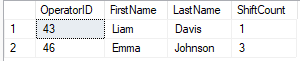 OperatorID FirstName LastName ShiftCount
1 43 Liam Davis 1
2 46 Emma Johnson 3